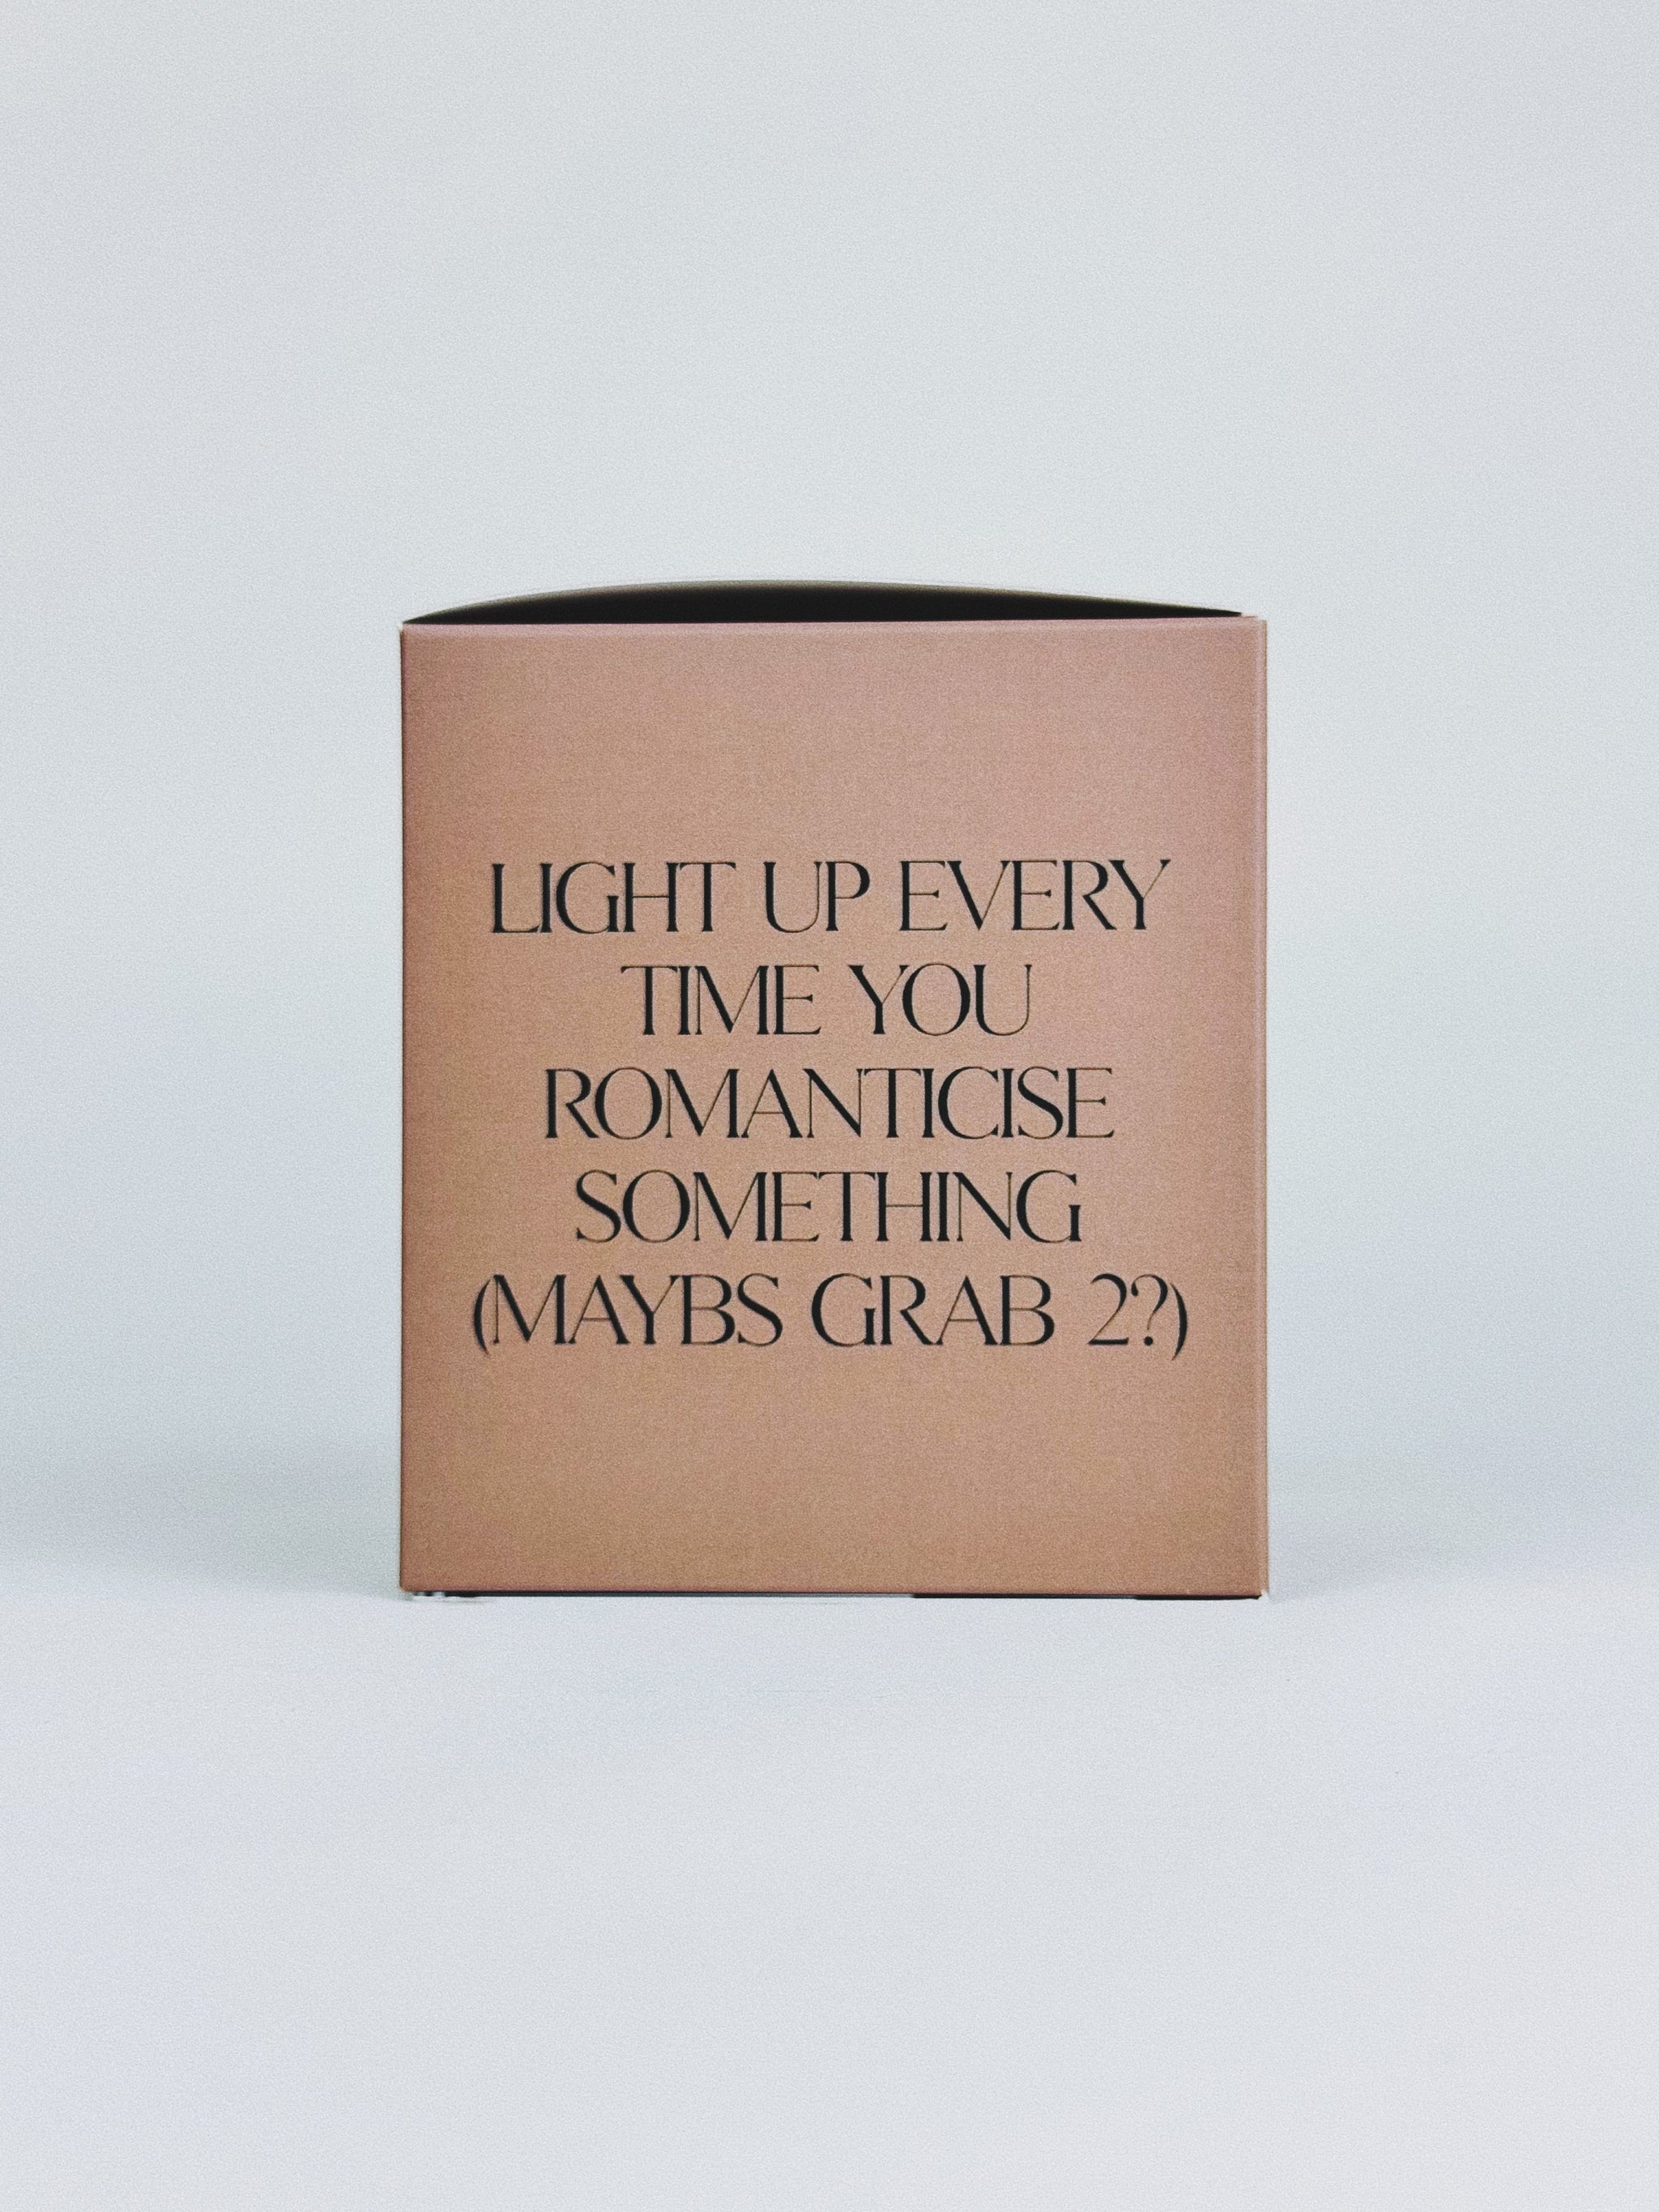 LIGHT UP EVERY
TIME YOU
ROMANTICISE
SOMETHING
(MAYBS GRAB 2?)